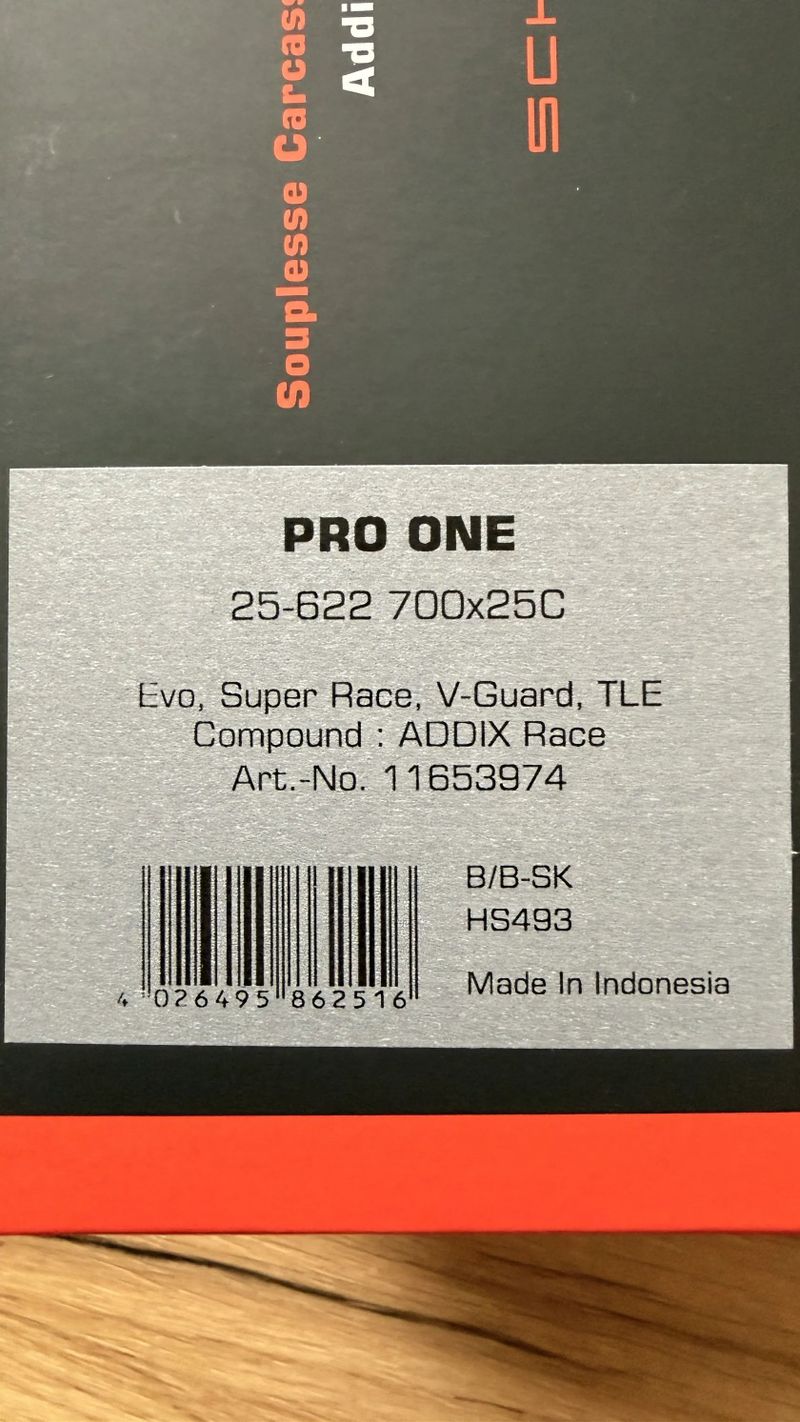 Souplesse Carcass
Addi
SCH
PRO ONE
25-622 700x25C
Evo, Super Race, V-Guard, TLE
Compound : ADDIX Race
Art.-No. 11653974
B/B-SK
HS493
Made In Indonesia
4 026495 862516